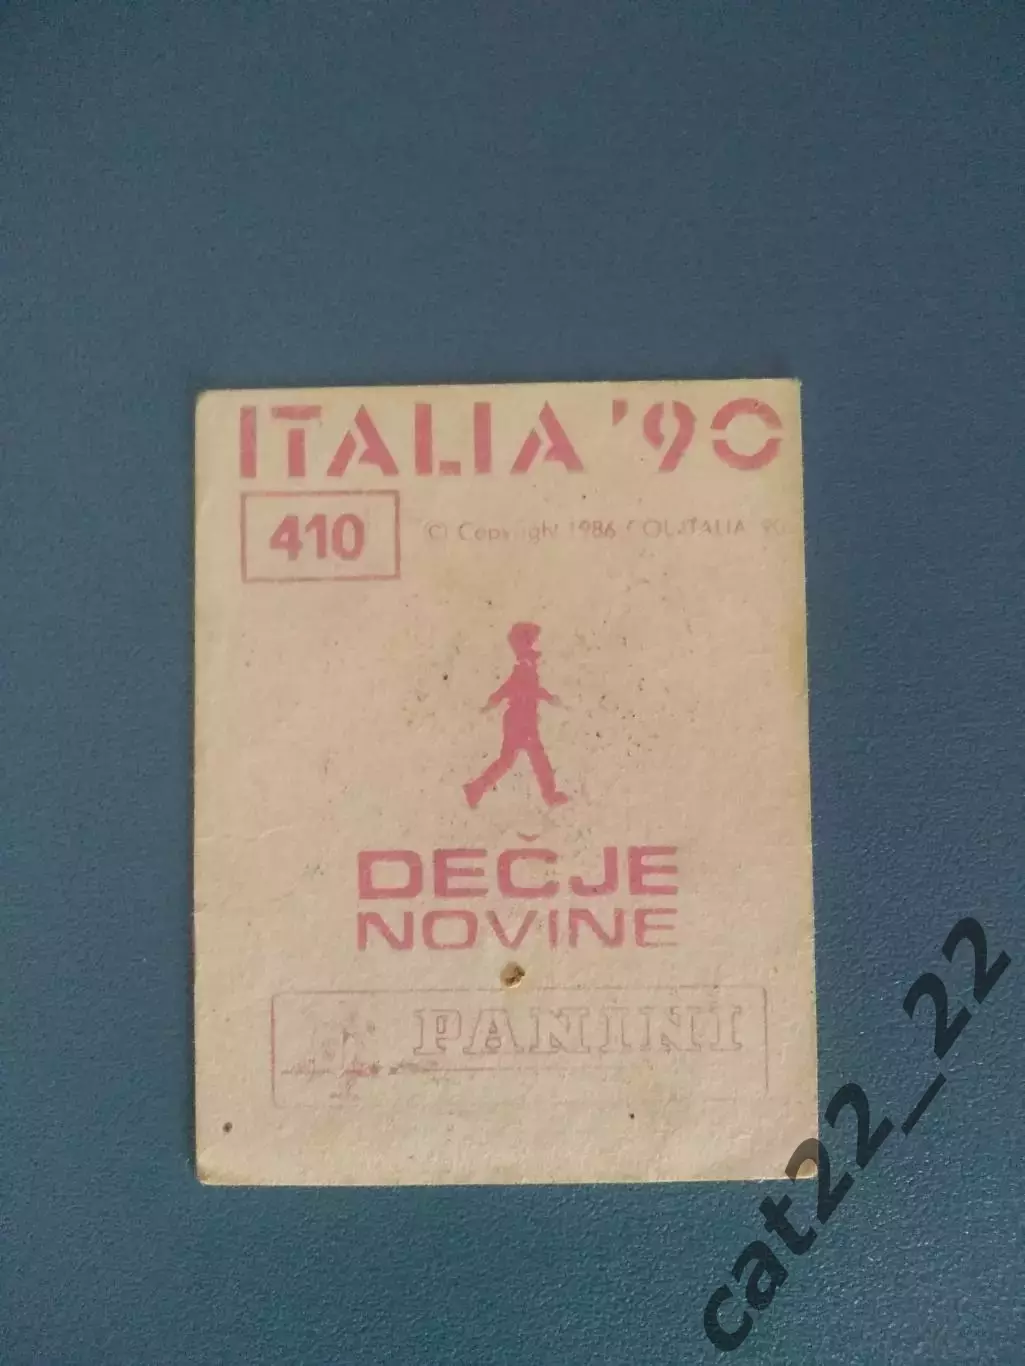 ITALIA '90
410
© Copyright 1986 COL ITALIA 90
DEČJE
NOVINE
PANINI
cat22_22